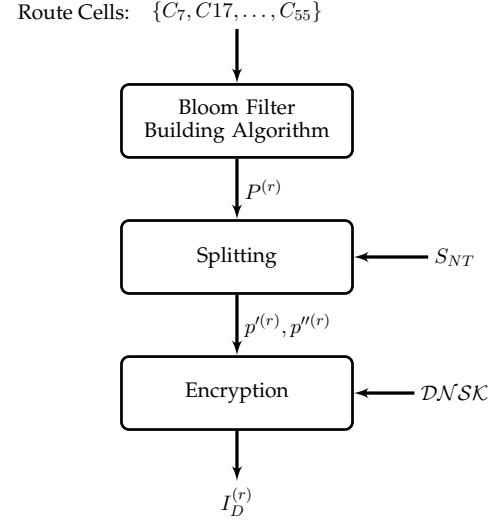 Route Cells: {C_7, C17, . . . , C_55}
Bloom Filter
Building Algorithm
P^(r)
Splitting
S_NT
p′^(r), p′′^(r)
Encryption
𝒟𝒩𝒮𝒦
I_D^(r)